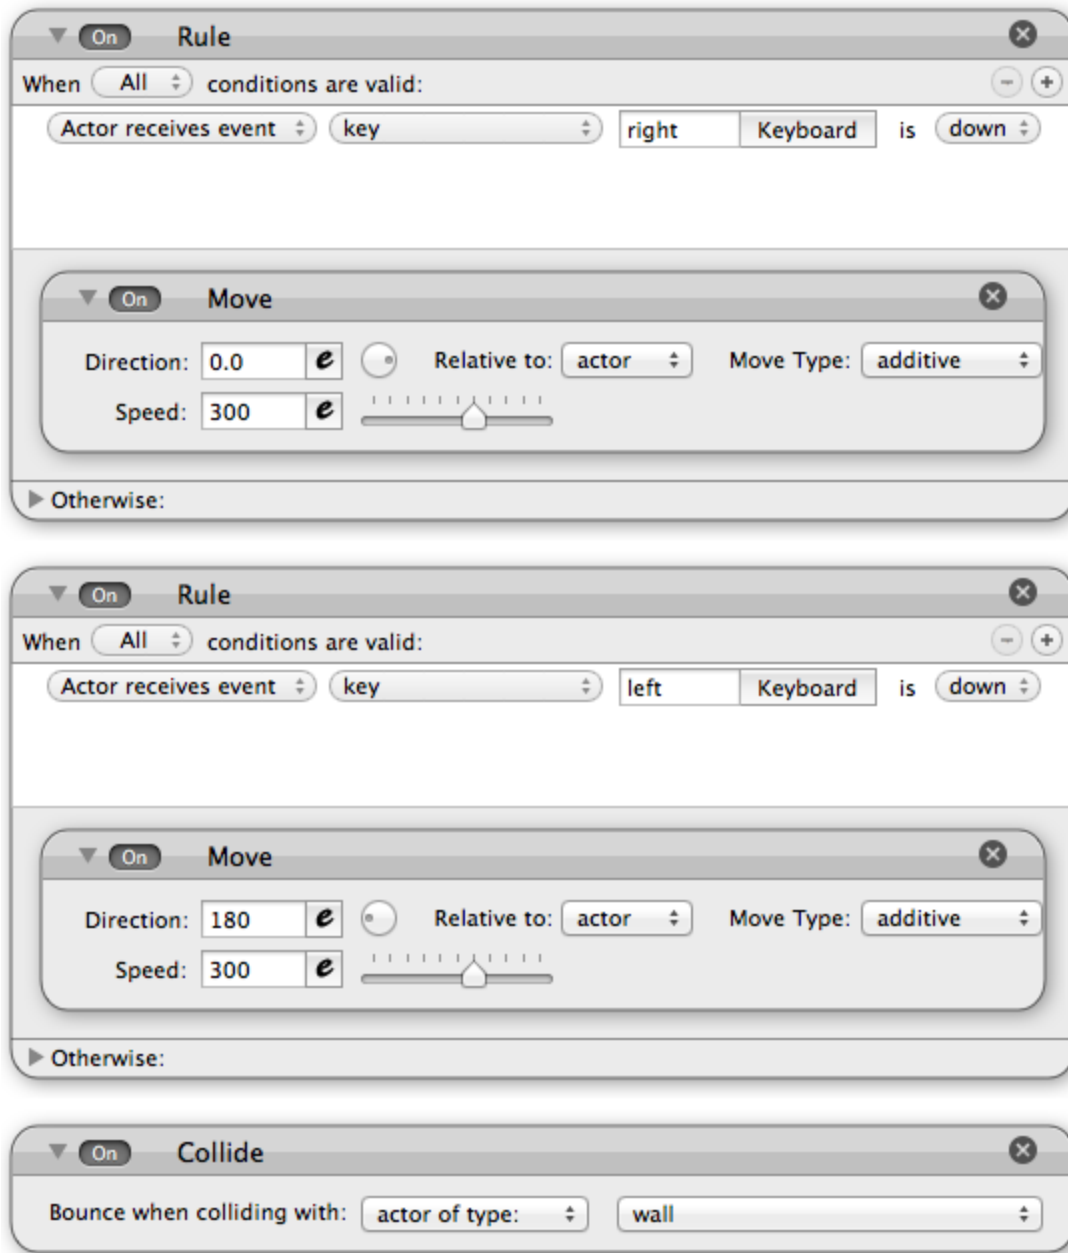 On Rule
When All conditions are valid:
Actor receives event key right Keyboard is down
On Move
Direction: 0.0 e Relative to: actor Move Type: additive
Speed: 300 e
Otherwise:
On Rule
When All conditions are valid:
Actor receives event key left Keyboard is down
On Move
Direction: 180 e Relative to: actor Move Type: additive
Speed: 300 e
Otherwise:
On Collide
Bounce when colliding with: actor of type: wall